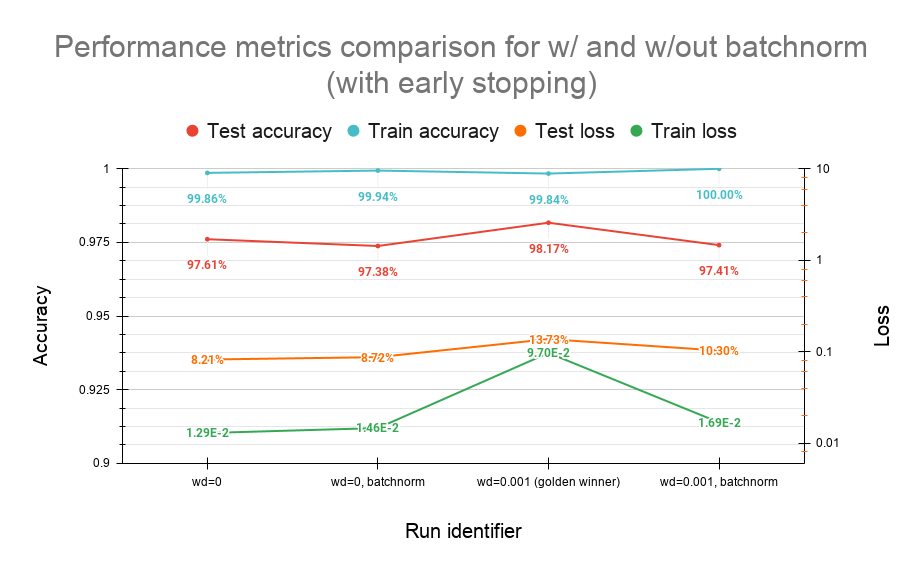 Performance metrics comparison for w/ and w/out batchnorm
(with early stopping)
Test accuracy Train accuracy Test loss Train loss
1
10
99.86%
99.94%
99.84%
100.00%
0.975
97.61%
97.38%
98.17%
97.41%
1
0.95
8.21%
8.72%
13.73%
10.30%
0.1
9.70E-2
0.925
1.29E-2
1.46E-2
1.69E-2
0.01
0.9
wd=0
wd=0, batchnorm
wd=0.001 (golden winner)
wd=0.001, batchnorm
Accuracy
Loss
Run identifier